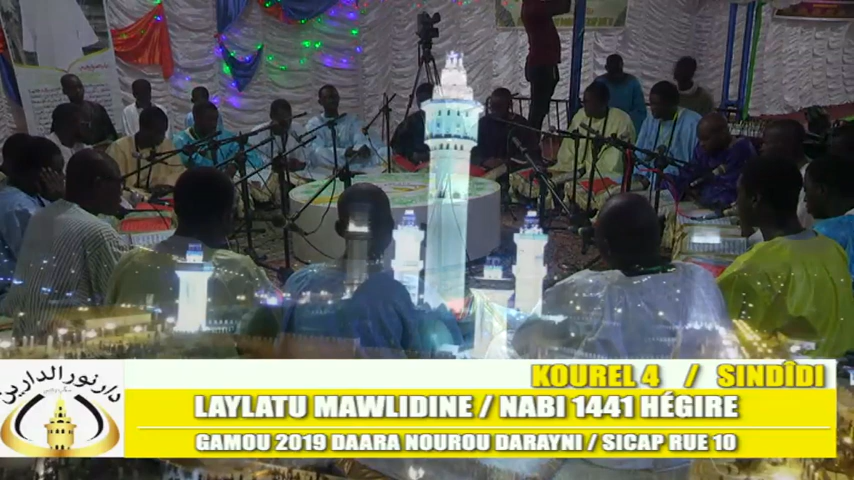 KOUREL 4 / SINDÎDI
LAYLATU MAWLIDINE / NABI 1441 HÉGIRE
GAMOU 2019 DAARA NOUROU DARAYNI / SICAP RUE 10
دار نور الدارين